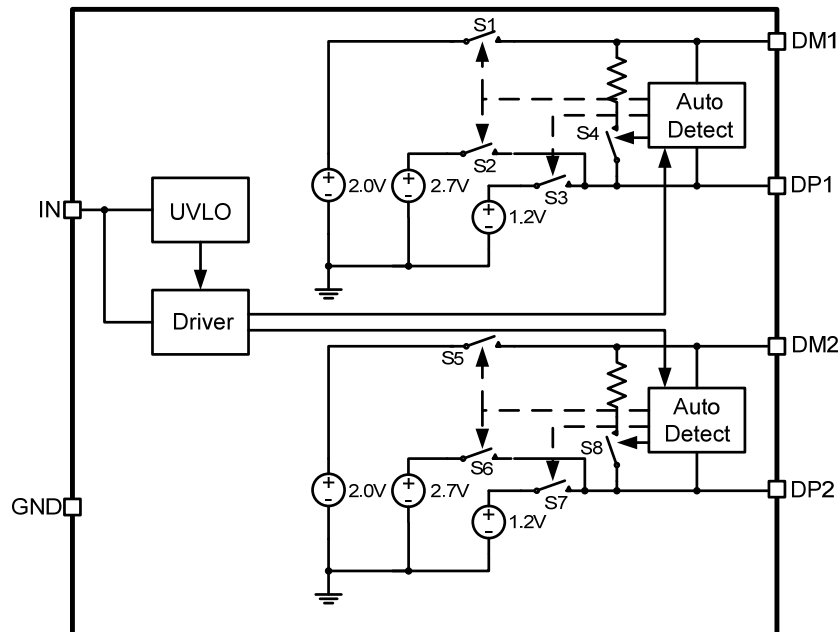 S1
DM1
Auto
Detect
S4
S2
2.0V
2.7V
S3
DP1
1.2V
IN
UVLO
Driver
S5
DM2
Auto
Detect
S8
S6
2.0V
2.7V
S7
DP2
1.2V
GND